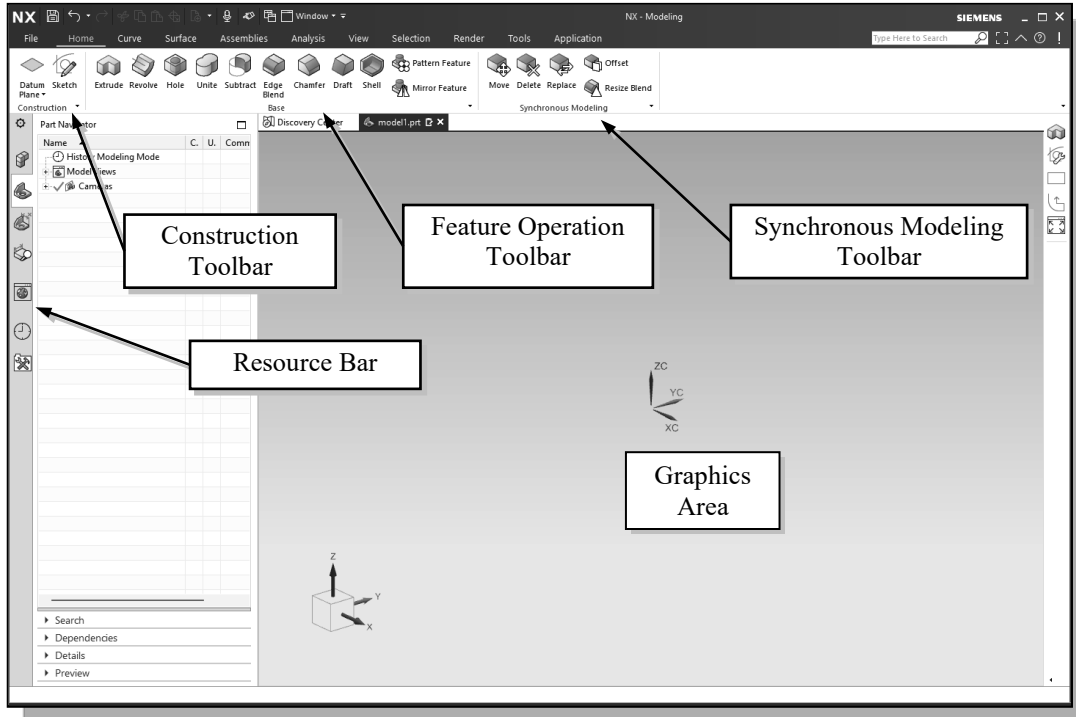 NX Window NX - Modeling SIEMENS
File Home Curve Surface Assemblies Analysis View Selection Render Tools Application Type Here to Search
Pattern Feature Offset
Datum Plane Sketch Extrude Revolve Hole Unite Subtract Edge Blend Chamfer Draft Shell Mirror Feature Move Delete Replace Resize Blend
Construction Base Synchronous Modeling
Part Navigator Discovery Center model1.prt
Name C. U. Comm
History Modeling Mode
Model Views
Cameras
Construction
Toolbar
Feature Operation
Toolbar
Synchronous Modeling
Toolbar
Resource Bar
ZC
YC
XC
Graphics
Area
Z
Y
X
Search
Dependencies
Details
Preview